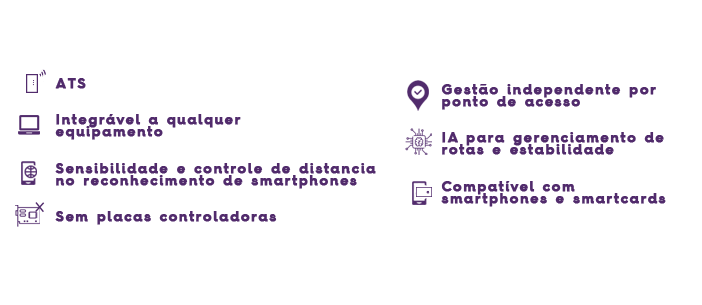 ATS
Integrável a qualquer
equipamento
Sensibilidade e controle de distancia
no reconhecimento de smartphones
Sem placas controladoras
Gestão independente por
ponto de acesso
IA para gerenciamento de
rotas e estabilidade
Compatível com
smartphones e smartcards